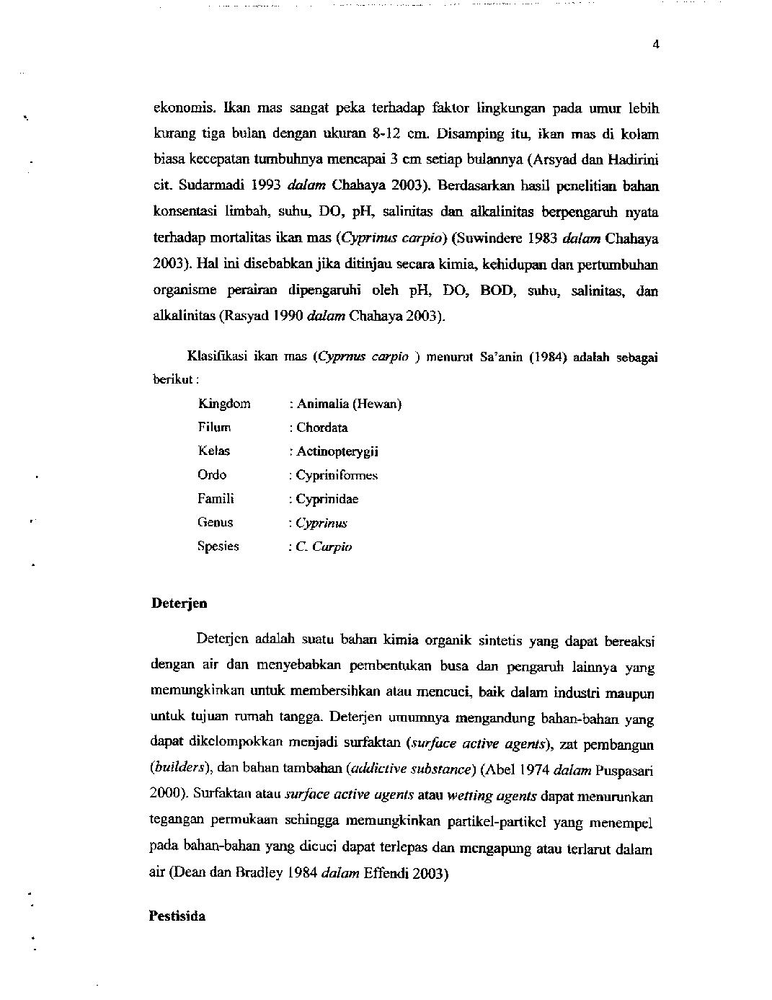 4
ekonomis. Ikan mas sangat peka terhadap faktor lingkungan pada umur lebih
kurang tiga bulan dengan ukuran 8-12 cm. Disamping itu, ikan mas di kolam
biasa kecepatan tumbuhnya mencapai 3 cm setiap bulannya (Arsyad dan Hadirini
cit. Sudarmadi 1993 dalam Chahaya 2003). Berdasarkan hasil penelitian bahan
konsentasi limbah, suhu, DO, pH, salinitas dan alkalinitas berpengaruh nyata
terhadap mortalitas ikan mas (Cyprinus carpio) (Suwindere 1983 dalam Chahaya
2003). Hal ini disebabkan jika ditinjau secara kimia, kehidupan dan pertumbuhan
organisme perairan dipengaruhi oleh pH, DO, BOD, suhu, salinitas, dan
alkalinitas (Rasyad 1990 dalam Chahaya 2003).
Klasifikasi ikan mas (Cyprnus carpio ) menurut Sa'anin (1984) adalah sebagai
berikut :
Kingdom : Animalia (Hewan)
Filum : Chordata
Kelas : Actinopterygii
Ordo : Cypriniformes
Famili : Cyprinidae
Genus : Cyprinus
Spesies : C. Carpio
Deterjen
Deterjen adalah suatu bahan kimia organik sintetis yang dapat bereaksi
dengan air dan menyebabkan pembentukan busa dan pengaruh lainnya yang
memungkinkan untuk membersihkan atau mencuci, baik dalam industri maupun
untuk tujuan rumah tangga. Deterjen umumnya mengandung bahan-bahan yang
dapat dikelompokkan menjadi surfaktan (surface active agents), zat pembangun
(builders), dan bahan tambahan (addictive substance) (Abel 1974 dalam Puspasari
2000). Surfaktan atau surface active agents atau wetting agents dapat menurunkan
tegangan permukaan sehingga memungkinkan partikel-partikel yang menempel
pada bahan-bahan yang dicuci dapat terlepas dan mengapung atau terlarut dalam
air (Dean dan Bradley 1984 dalam Effendi 2003)
Pestisida